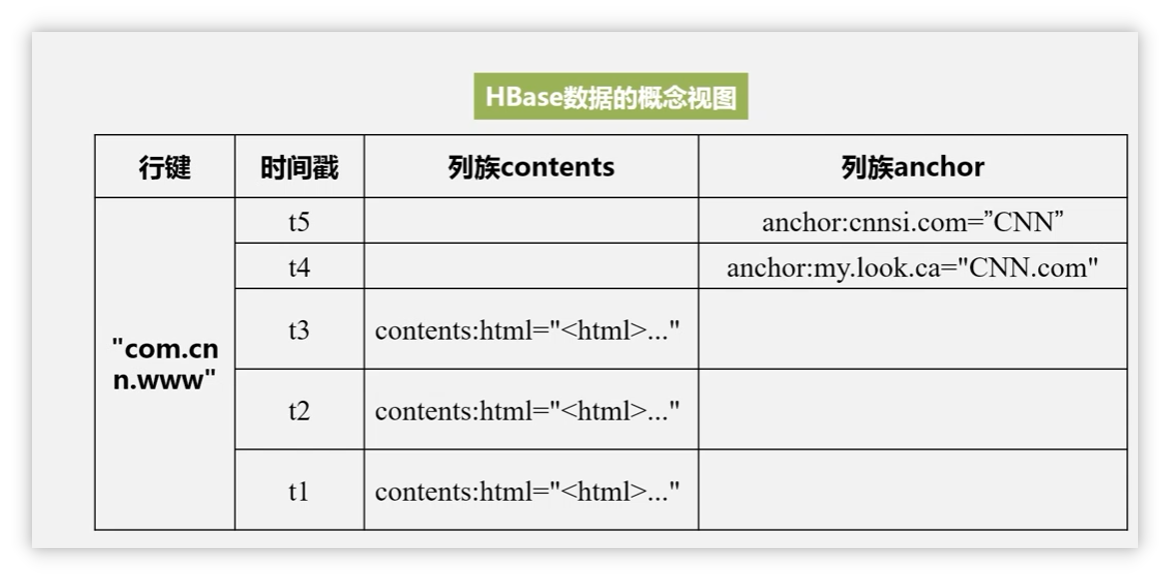 HBase数据的概念视图
行键 时间戳 列族contents 列族anchor
t5 anchor:cnnsi.com=”CNN”
t4 anchor:my.look.ca="CNN.com"
t3 contents:html="<html>..."
"com.cn
n.www"
t2 contents:html="<html>..."
t1 contents:html="<html>..."